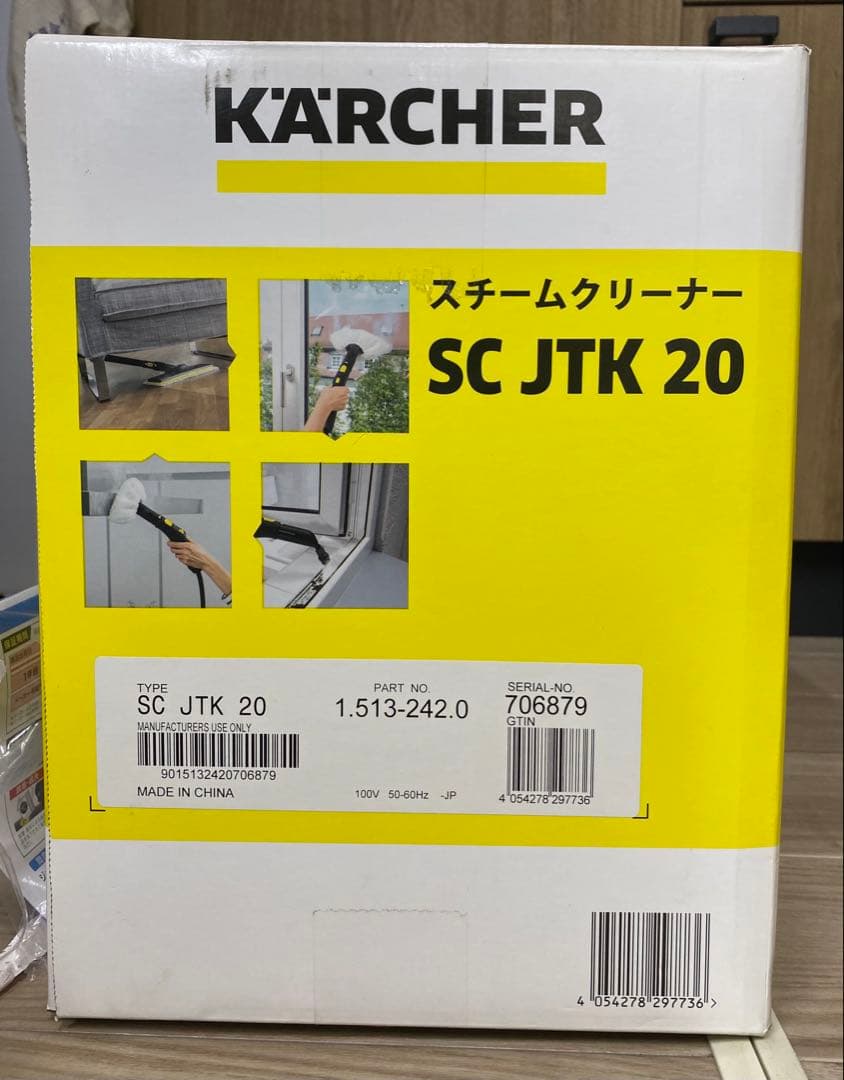 KÄRCHER
スチームクリーナー
SC JTK 20
TYPE
SC JTK 20
MANUFACTURERS USE ONLY
9015132420706879
MADE IN CHINA
PART NO.
1.513-242.0
100V 50-60Hz -JP
SERIAL-NO.
706879
GTIN
4 054278 297736
4 054278 297736 >